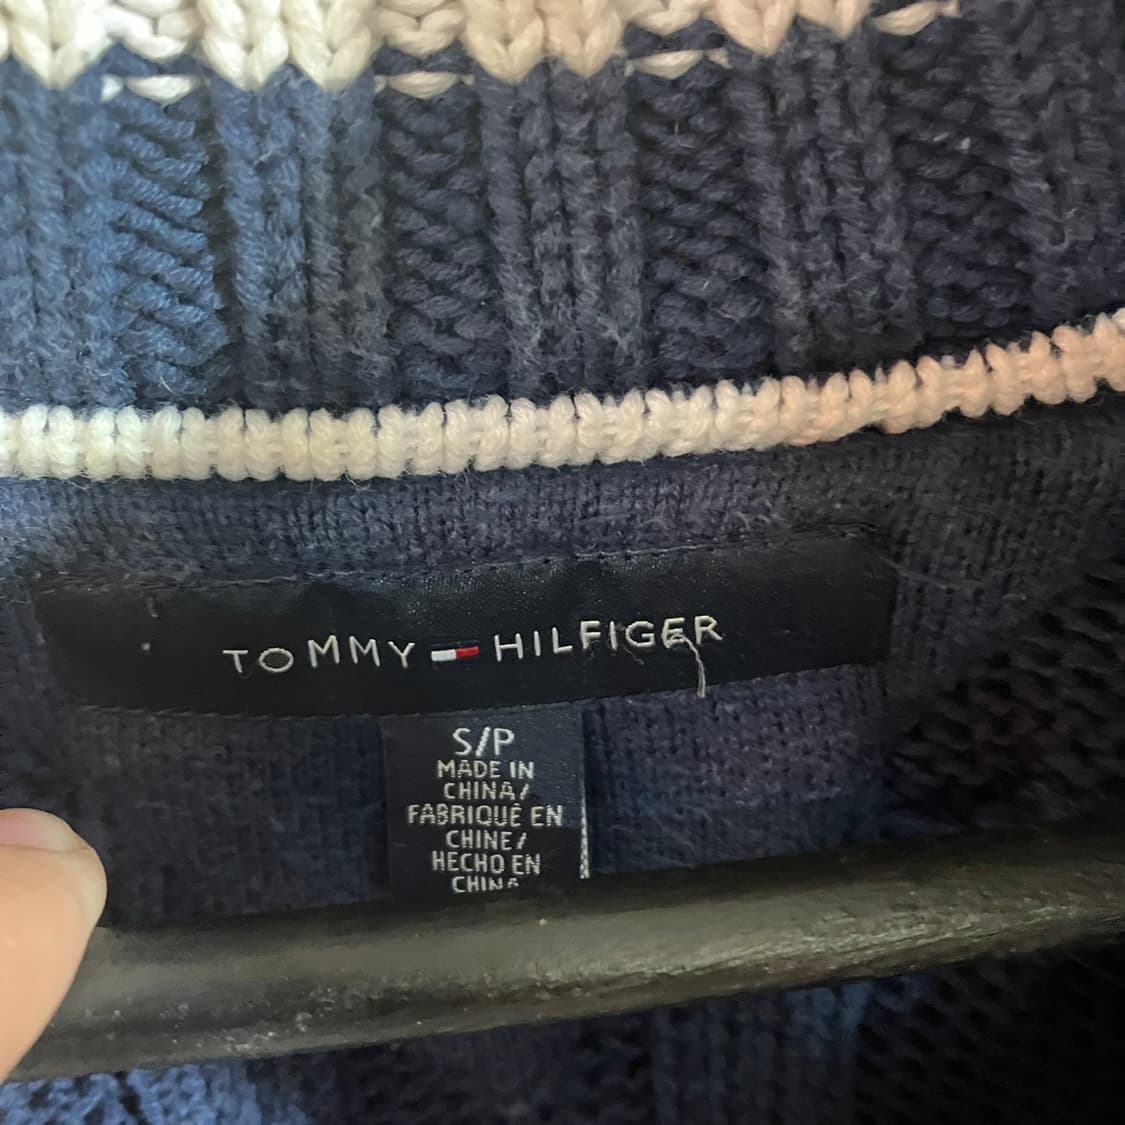 TOMMY HILFIGER
S/P
MADE IN
CHINA/
FABRIQUÉ EN
CHINE/
HECHO EN
CHINA